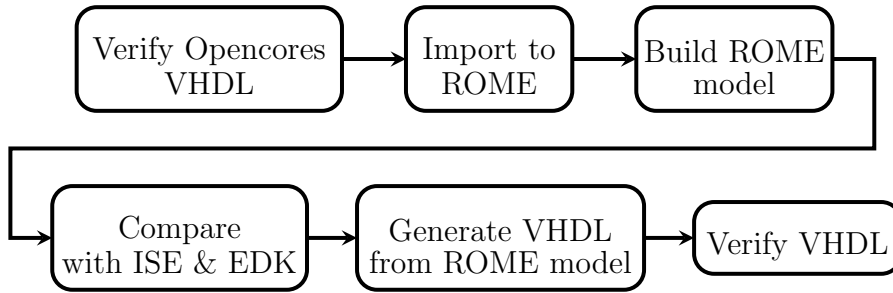 Verify Opencores
VHDL
Import to
ROME
Build ROME
model
Compare
with ISE & EDK
Generate VHDL
from ROME model
Verify VHDL